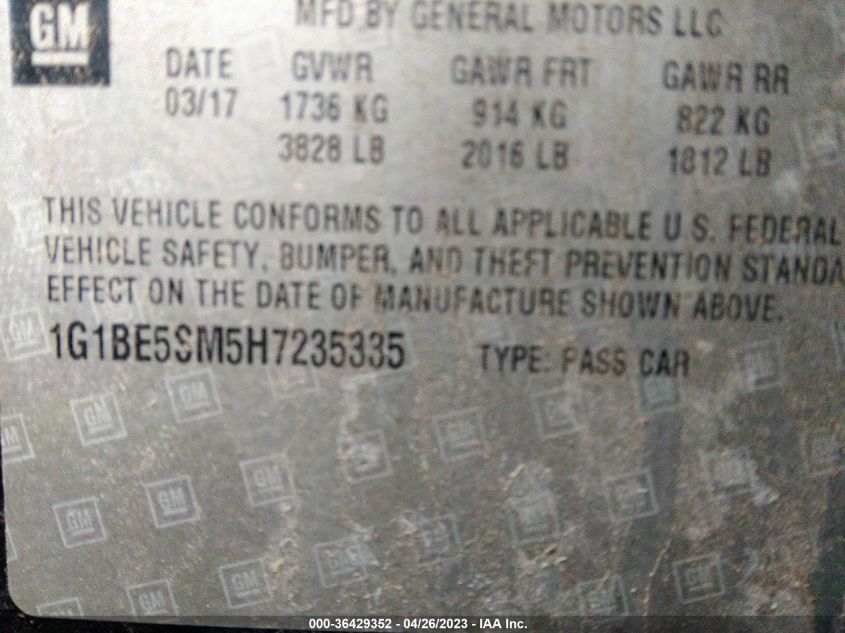 GM
MFD BY GENERAL MOTORS LLC
DATE GVWR GAWR FRT GAWR RR
03/17 1736 KG 914 KG 822 KG
3828 LB 2016 LB 1812 LB
THIS VEHICLE CONFORMS TO ALL APPLICABLE U.S. FEDERAL
VEHICLE SAFETY, BUMPER, AND THEFT PREVENTION STANDA
EFFECT ON THE DATE OF MANUFACTURE SHOWN ABOVE.
1G1BE5SM5H7235335 TYPE: PASS CAR
000-36429352 - 04/26/2023 - IAA Inc.